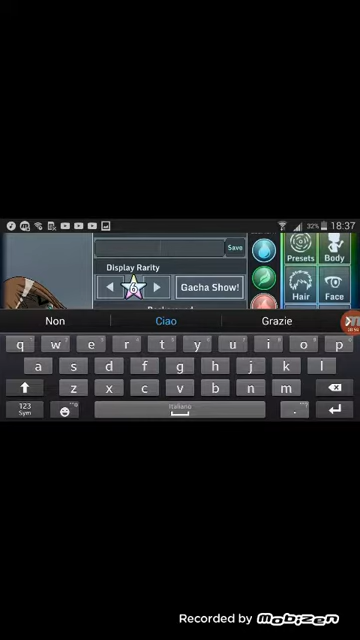 32% 18:37
Save
Display Rarity
6
Gacha Show!
Presets
Body
Hair
Face
Non
Ciao
Grazie
q w e r t y u i o p
a s d f g h j k l
z x c v b n m
123
Sym
Italiano
.
Recorded by Mobizen